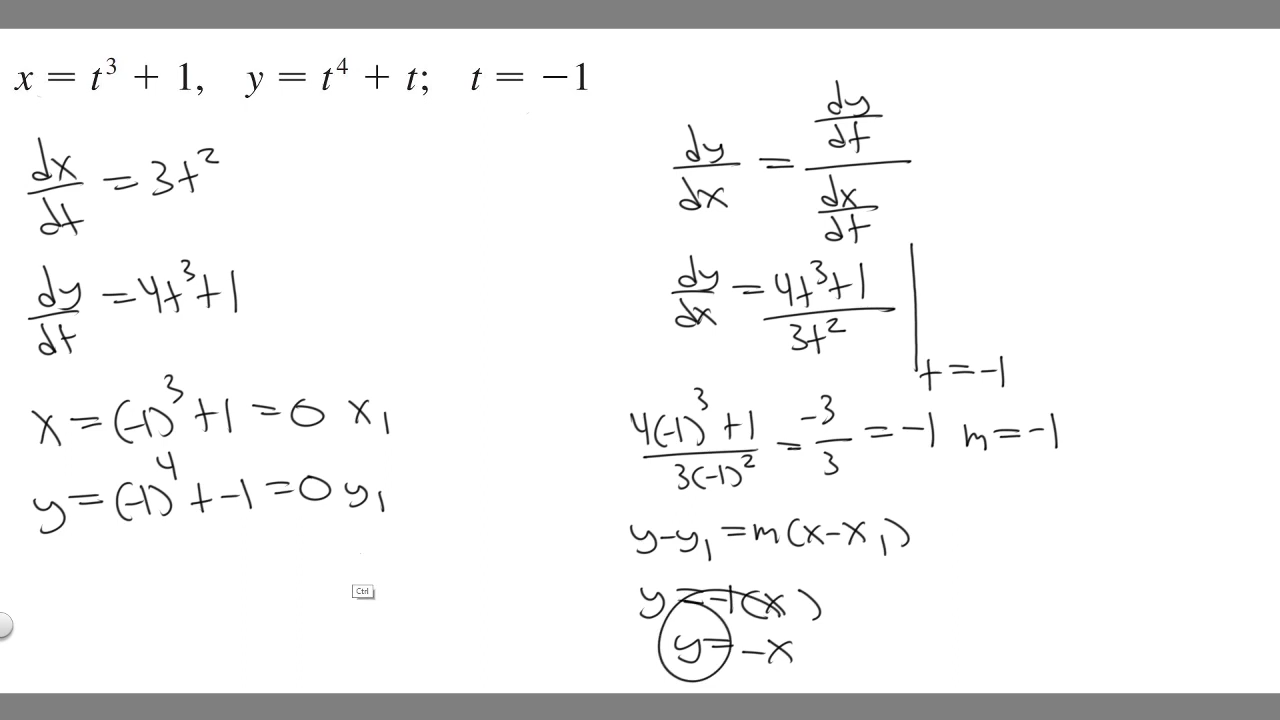 x = t³ + 1, y = t⁴ + t; t = −1
dx/dt = 3t²
dy/dt = 4t³+1
x = (-1)³ + 1 = 0 x₁
y = (-1)⁴ + -1 = 0 y₁
Ctrl
dy/dx = (dy/dt)/(dx/dt)
dy/dx = (4t³+1)/(3t²) | t = -1
(4(-1)³ + 1)/(3(-1)²) = -3/3 = -1 m = -1
y-y₁ = m(x-x₁)
y = -1(x)
y = -x